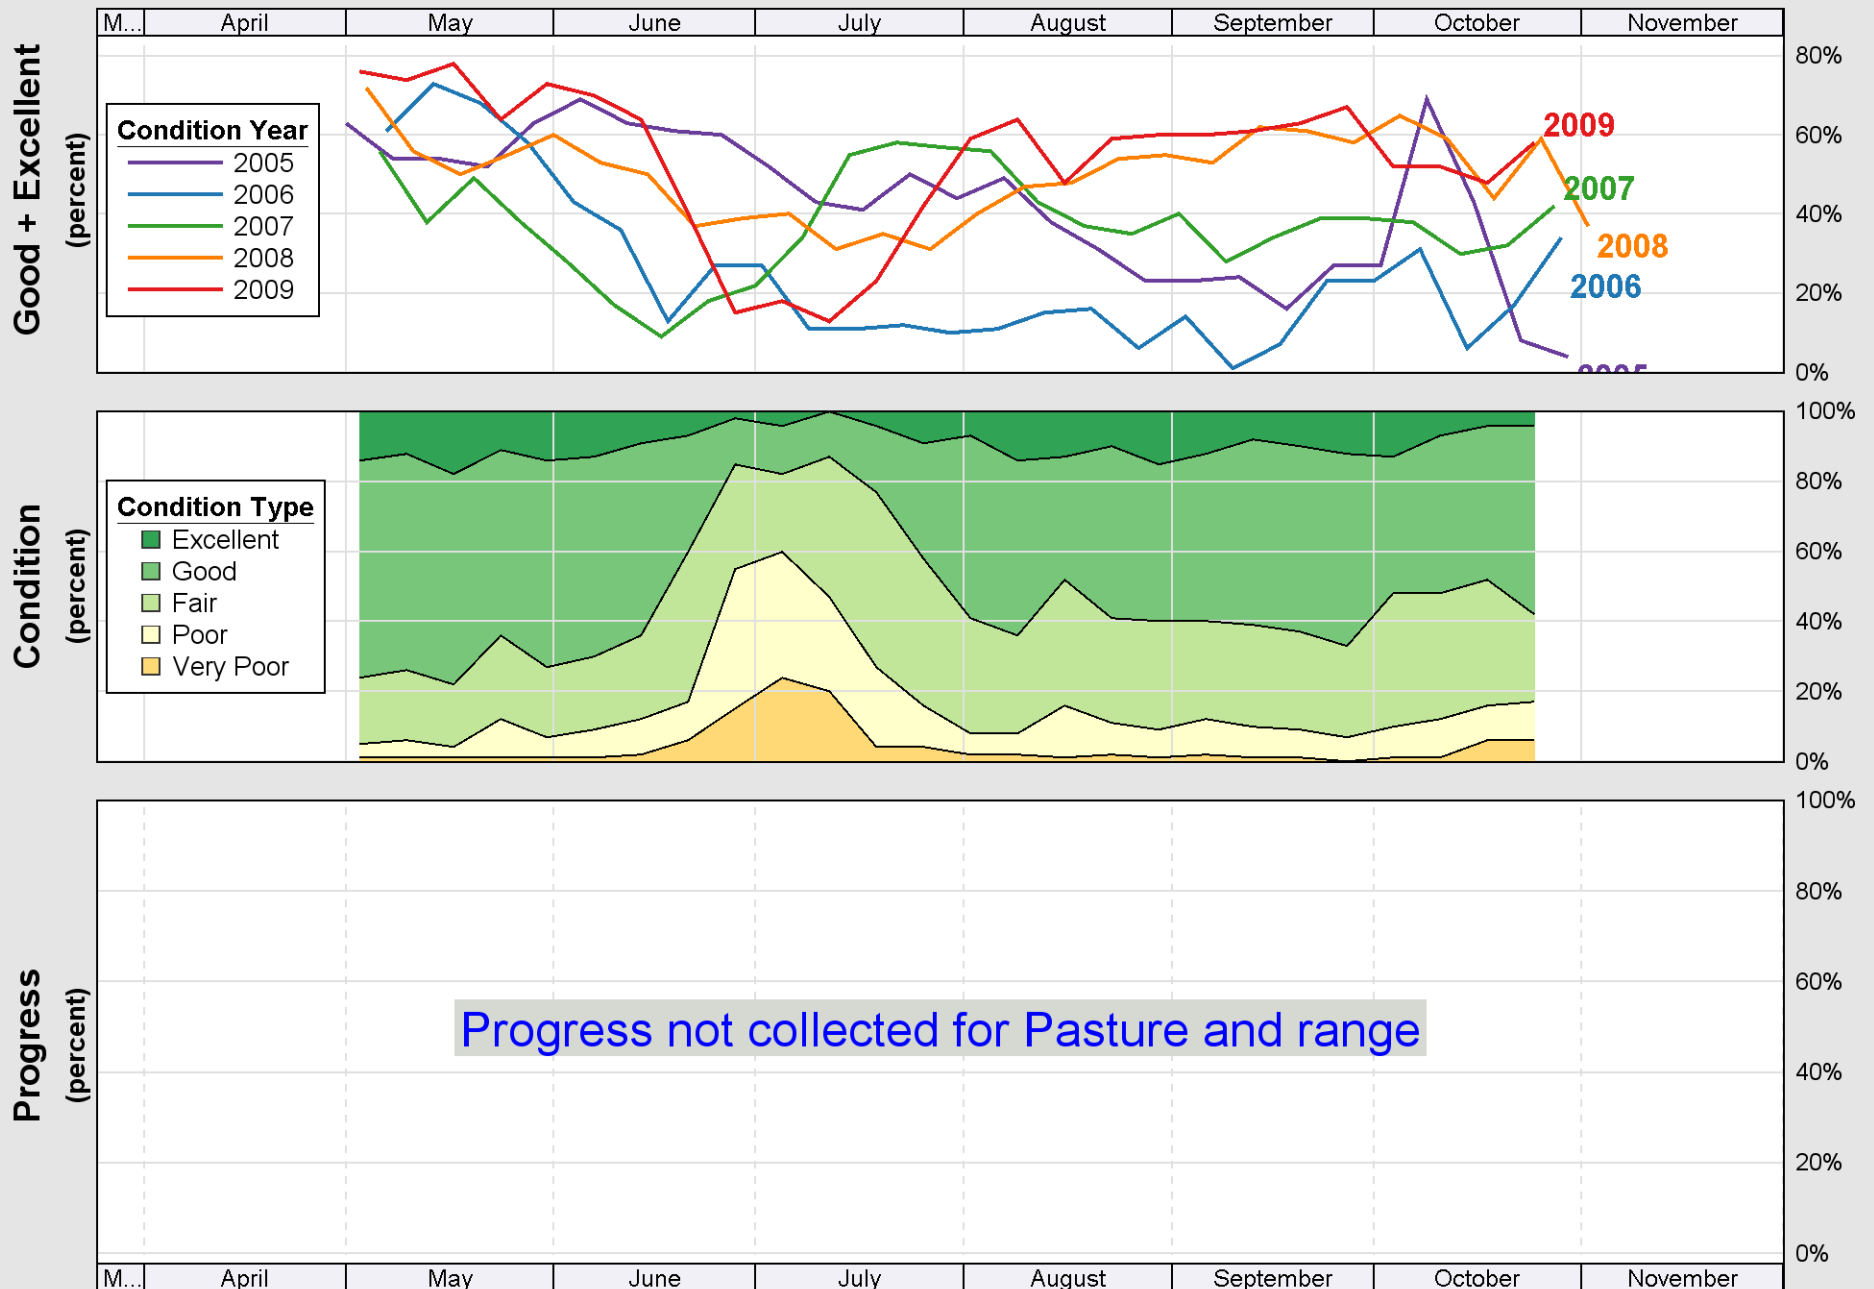 M... April May June July August September October November
Good + Excellent
(percent)
80%
60%
40%
20%
0%
Condition Year
2005
2006
2007
2008
2009
2009
2007
2008
2006
2005
Condition
(percent)
100%
80%
60%
40%
20%
0%
Condition Type
Excellent
Good
Fair
Poor
Very Poor
Progress
(percent)
100%
80%
60%
40%
20%
0%
Progress not collected for Pasture and range
M... April May June July August September October November